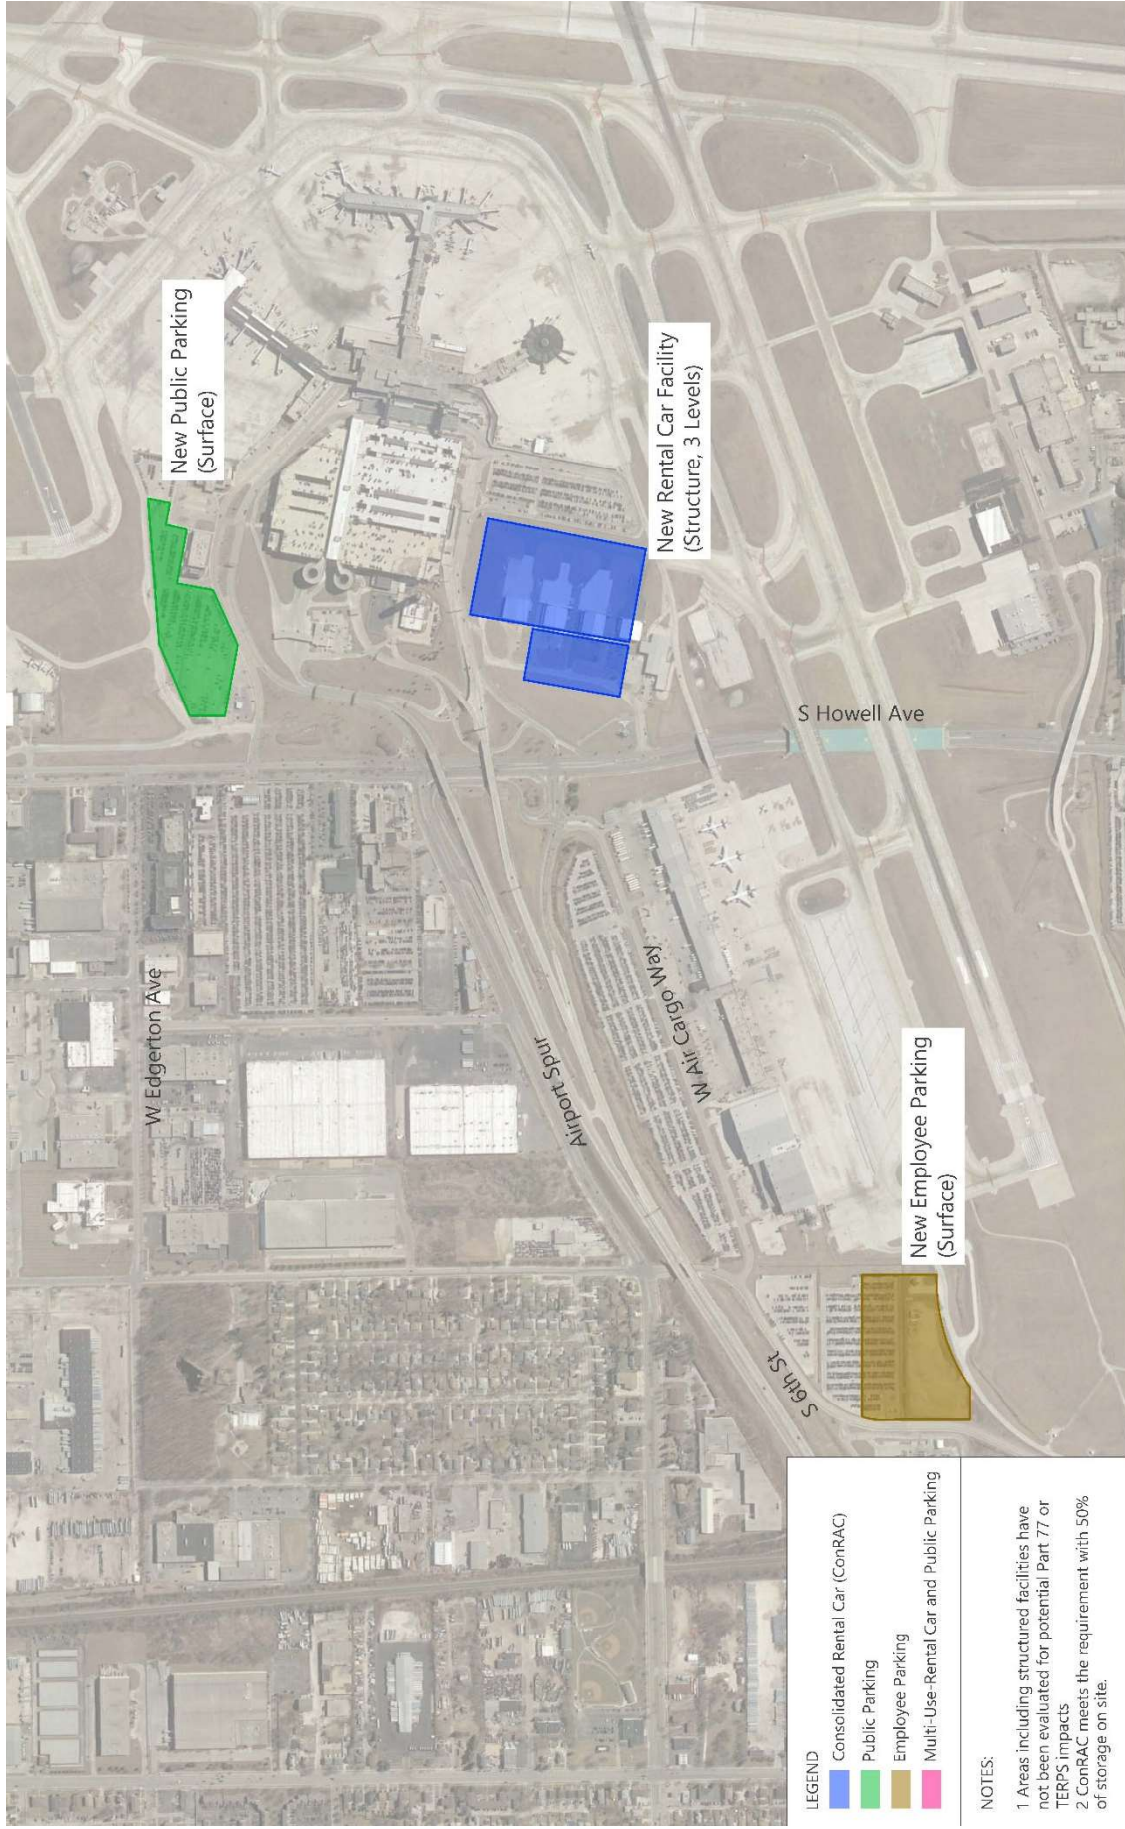 New Public Parking
(Surface)
New Rental Car Facility
(Structure, 3 Levels)
S Howell Ave
W Edgerton Ave
Airport Spur
W Air Cargo Way
New Employee Parking
(Surface)
S 6th St
LEGEND
Consolidated Rental Car (ConRAC)
Public Parking
Employee Parking
Multi-Use-Rental Car and Public Parking
NOTES:
1 Areas including structured facilities have
not been evaluated for potential Part 77 or
TERPS impacts
2 ConRAC meets the requirement with 50%
of storage on site.